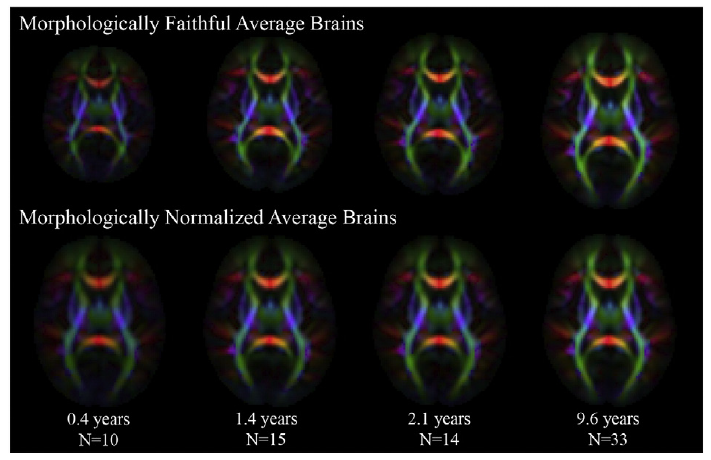 Morphologically Faithful Average Brains
Morphologically Normalized Average Brains
0.4 years 1.4 years 2.1 years 9.6 years
N=10 N=15 N=14 N=33